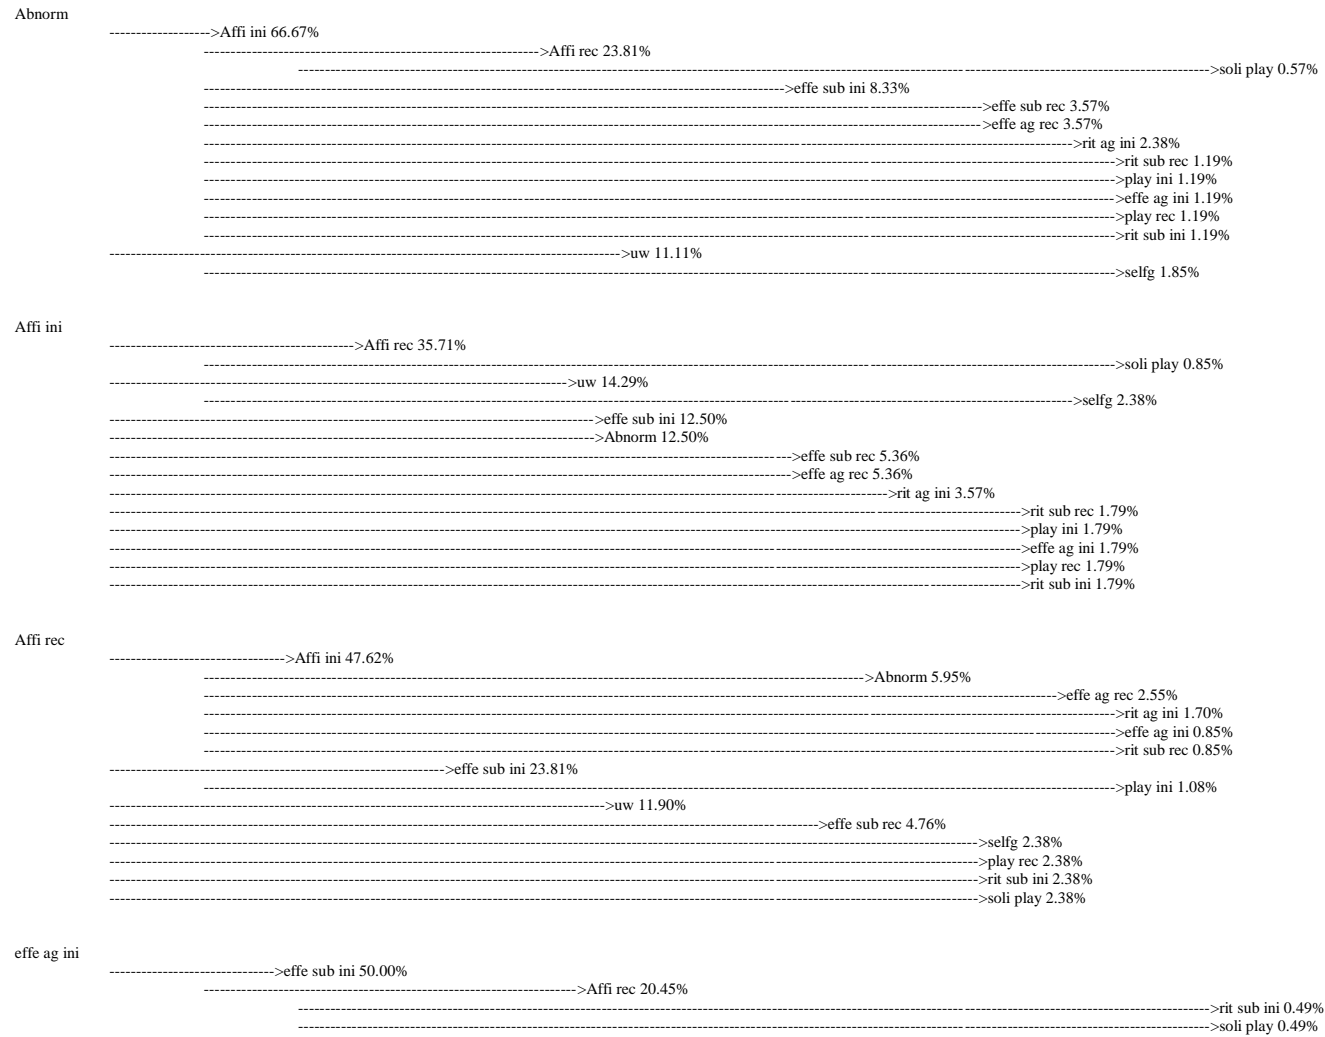 Abnorm
------------------->Affi ini 66.67%
--------------------------------------------------------------->Affi rec 23.81%
------------------------------------------------------------------------------------------------------------------------------------------------------------------------------>soli play 0.57%
-------------------------------------------------------------------------------------------------------------->effe sub ini 8.33%
---------------------------------------------------------------------------------------------------------------------------------------------------->effe sub rec 3.57%
---------------------------------------------------------------------------------------------------------------------------------------------------->effe ag rec 3.57%
--------------------------------------------------------------------------------------------------------------------------------------------------------------------->rit ag ini 2.38%
----------------------------------------------------------------------------------------------------------------------------------------------------------------------------->rit sub rec 1.19%
----------------------------------------------------------------------------------------------------------------------------------------------------------------------------->play ini 1.19%
----------------------------------------------------------------------------------------------------------------------------------------------------------------------------->effe ag ini 1.19%
----------------------------------------------------------------------------------------------------------------------------------------------------------------------------->play rec 1.19%
----------------------------------------------------------------------------------------------------------------------------------------------------------------------------->rit sub ini 1.19%
------------------------------------------------------------------------------------------------>uw 11.11%
----------------------------------------------------------------------------------------------------------------------------------------------------------------------------->selfg 1.85%
Affi ini
---------------------------------------------->Affi rec 35.71%
----------------------------------------------------------------------------------------------------------------------------------------------------------------------------->soli play 0.85%
-------------------------------------------------------------------------------------->uw 14.29%
--------------------------------------------------------------------------------------------------------------------------------------------------------------------->selfg 2.38%
------------------------------------------------------------------------------------------->effe sub ini 12.50%
------------------------------------------------------------------------------------------->Abnorm 12.50%
--------------------------------------------------------------------------------------------------------------------------------->effe sub rec 5.36%
--------------------------------------------------------------------------------------------------------------------------------->effe ag rec 5.36%
--------------------------------------------------------------------------------------------------------------------------------------------------->rit ag ini 3.57%
----------------------------------------------------------------------------------------------------------------------------------------------------------------------------->rit sub rec 1.79%
----------------------------------------------------------------------------------------------------------------------------------------------------------------------------->play ini 1.79%
----------------------------------------------------------------------------------------------------------------------------------------------------------------------------->effe ag ini 1.79%
----------------------------------------------------------------------------------------------------------------------------------------------------------------------------->play rec 1.79%
----------------------------------------------------------------------------------------------------------------------------------------------------------------------------->rit sub ini 1.79%
Affi rec
--------------------------------->Affi ini 47.62%
----------------------------------------------------------------------------------------------------------------------------->Abnorm 5.95%
----------------------------------------------------------------------------------------------------------------------------------------------------------------->effe ag rec 2.55%
----------------------------------------------------------------------------------------------------------------------------------------------------------------------------->rit ag ini 1.70%
----------------------------------------------------------------------------------------------------------------------------------------------------------------------------->effe ag ini 0.85%
----------------------------------------------------------------------------------------------------------------------------------------------------------------------------->rit sub rec 0.85%
--------------------------------------------------------------->effe sub ini 23.81%
----------------------------------------------------------------------------------------------------------------------------------------------------------------------------->play ini 1.08%
--------------------------------------------------------------------------------------------->uw 11.90%
-------------------------------------------------------------------------------------------------------------------------------------->effe sub rec 4.76%
-------------------------------------------------------------------------------------------------------------------------------------------------------------------->selfg 2.38%
-------------------------------------------------------------------------------------------------------------------------------------------------------------------->play rec 2.38%
-------------------------------------------------------------------------------------------------------------------------------------------------------------------->rit sub ini 2.38%
-------------------------------------------------------------------------------------------------------------------------------------------------------------------->soli play 2.38%
effe ag ini
------------------------------->effe sub ini 50.00%
---------------------------------------------------------------------->Affi rec 20.45%
----------------------------------------------------------------------------------------------------------------------------------------------------------------------------->rit sub ini 0.49%
----------------------------------------------------------------------------------------------------------------------------------------------------------------------------->soli play 0.49%